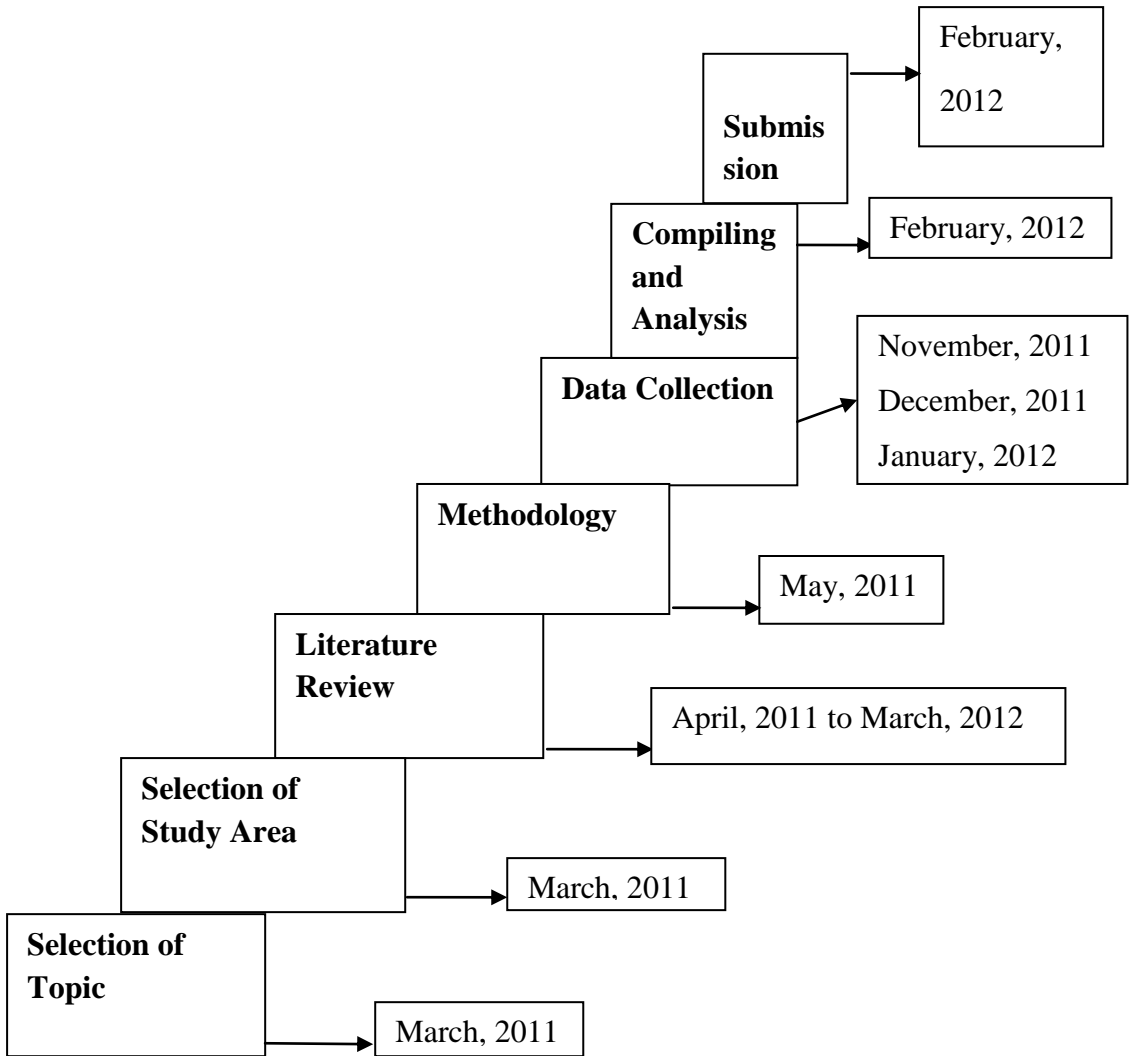 February,
2012
Submis
sion
Compiling
and
Analysis
February, 2012
Data Collection
November, 2011
December, 2011
January, 2012
Methodology
May, 2011
Literature
Review
April, 2011 to March, 2012
Selection of
Study Area
March, 2011
Selection of
Topic
March, 2011